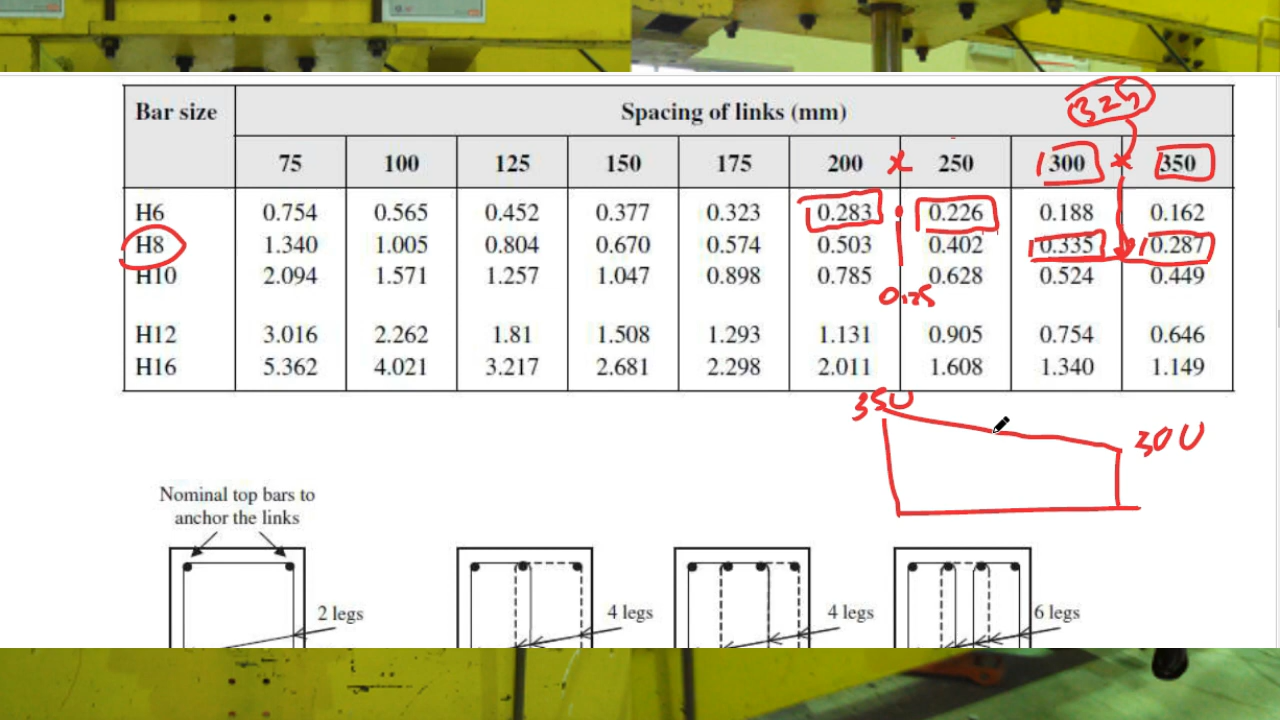 325
Bar size Spacing of links (mm)
75 100 125 150 175 200 x 250 300 x 350
H6 0.754 0.565 0.452 0.377 0.323 0.283 0.226 0.188 0.162
H8 1.340 1.005 0.804 0.670 0.574 0.503 0.402 0.335 0.287
H10 2.094 1.571 1.257 1.047 0.898 0.785 0.628 0.524 0.449
0.25
H12 3.016 2.262 1.81 1.508 1.293 1.131 0.905 0.754 0.646
H16 5.362 4.021 3.217 2.681 2.298 2.011 1.608 1.340 1.149
350
300
Nominal top bars to
anchor the links
2 legs 4 legs 4 legs 6 legs